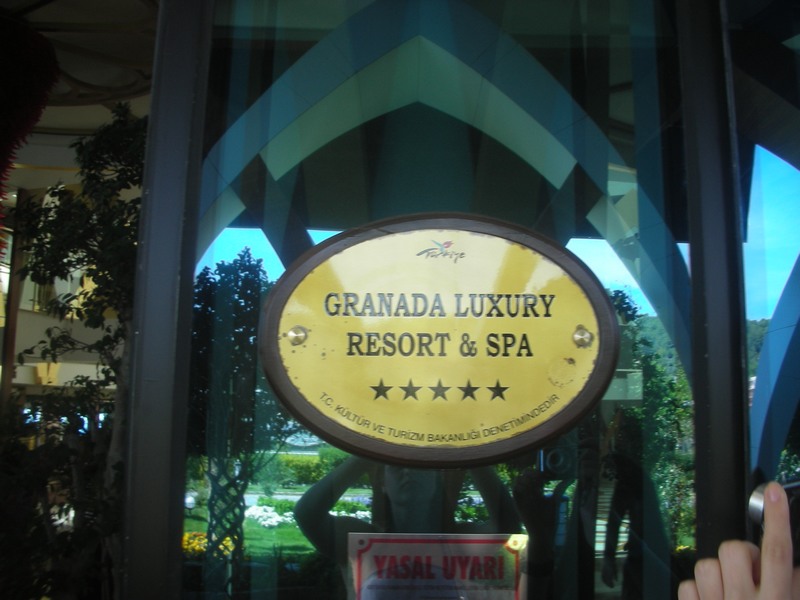 Türkiye
GRANADA LUXURY
RESORT & SPA
★★★★★
T.C. KÜLTÜR VE TURİZM BAKANLIĞI DENETİMİNDEDİR
YASAL UYARI